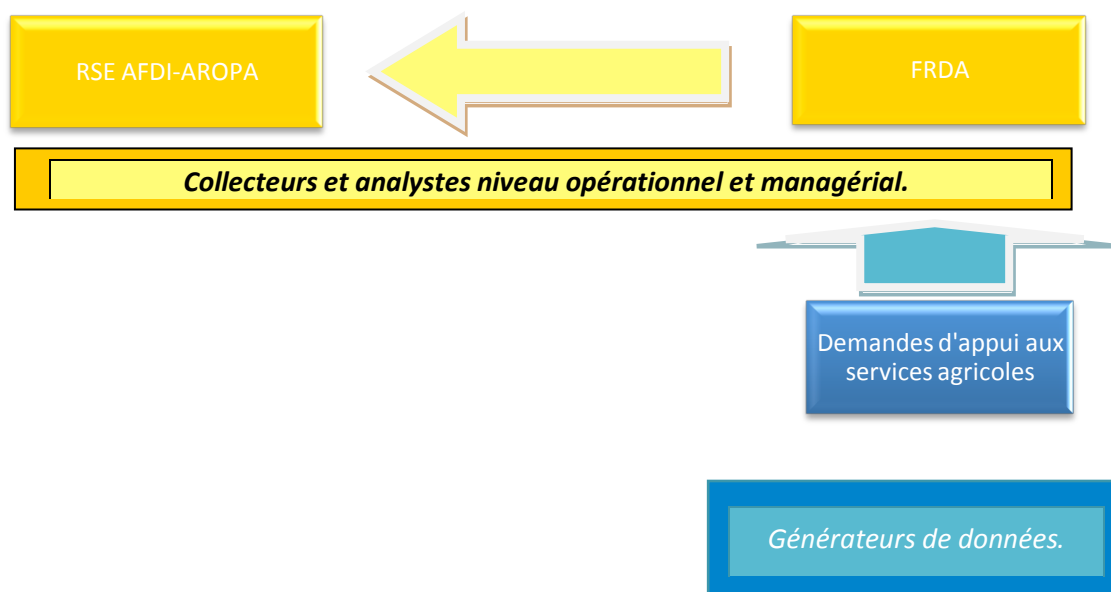 RSE AFDI-AROPA
FRDA
Collecteurs et analystes niveau opérationnel et managérial.
Demandes d'appui aux
services agricoles
Générateurs de données.